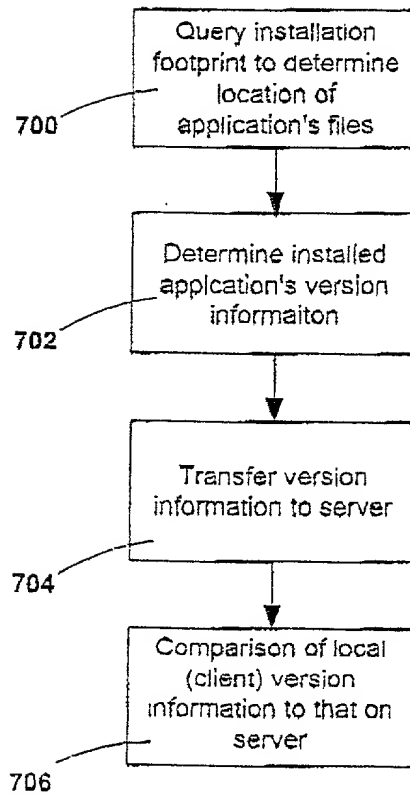 Query installation
footprint to determine
location of
application's files
700
Determine installed
applcation's version
informaiton
702
Transfer version
information to server
704
Comparison of local
(client) version
information to that on
server
706